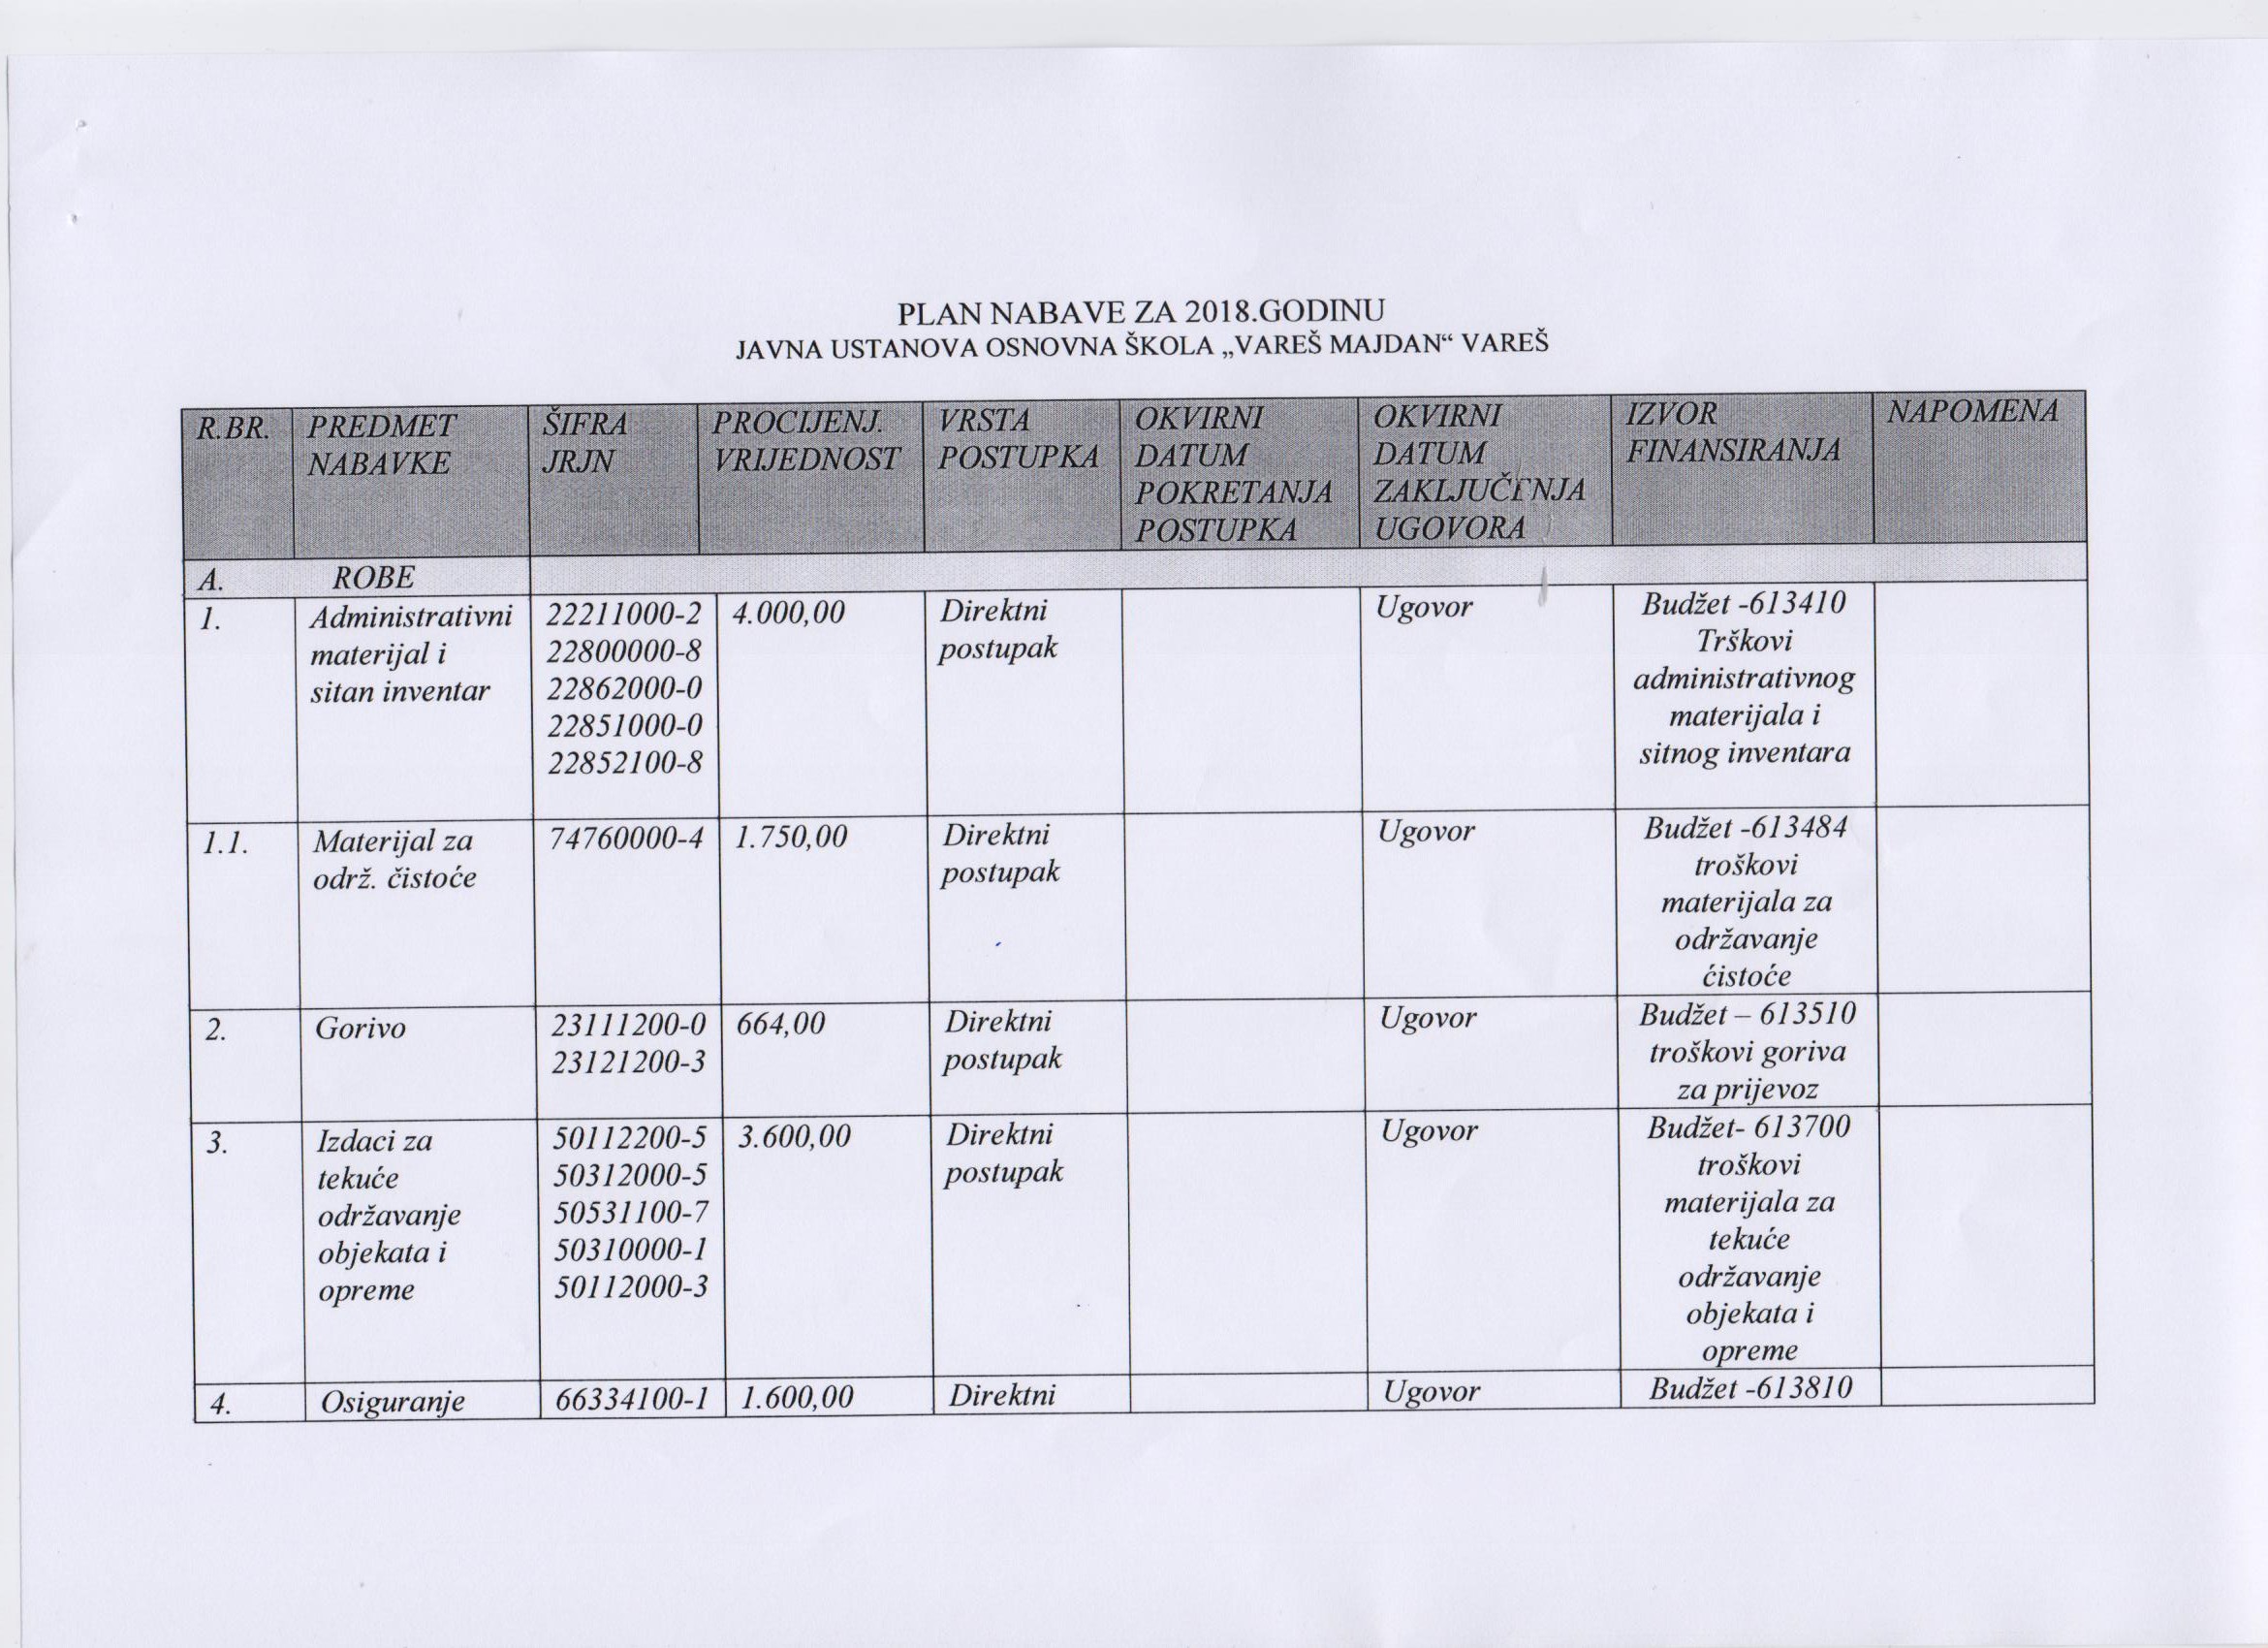 PLAN NABAVE ZA 2018.GODINU
JAVNA USTANOVA OSNOVNA ŠKOLA „VAREŠ MAJDAN“ VAREŠ
R.BR.
PREDMET
NABAVKE
ŠIFRA
JRJN
PROCIJENJ.
VRIJEDNOST
VRSTA
POSTUPKA
OKVIRNI
DATUM
POKRETANJA
POSTUPKA
OKVIRNI
DATUM
ZAKLJUČENJA
UGOVORA
IZVOR
FINANSIRANJA
NAPOMENA
A. ROBE
1.
Administrativni
materijal i
sitan inventar
22211000-2
22800000-8
22862000-0
22851000-0
22852100-8
4.000,00
Direktni
postupak
Ugovor
Budžet -613410
Trškovi
administrativnog
materijala i
sitnog inventara
1.1.
Materijal za
održ. čistoće
74760000-4
1.750,00
Direktni
postupak
Ugovor
Budžet -613484
troškovi
materijala za
održavanje
ćistoće
2.
Gorivo
23111200-0
23121200-3
664,00
Direktni
postupak
Ugovor
Budžet – 613510
troškovi goriva
za prijevoz
3.
Izdaci za
tekuće
održavanje
objekata i
opreme
50112200-5
50312000-5
50531100-7
50310000-1
50112000-3
3.600,00
Direktni
postupak
Ugovor
Budžet- 613700
troškovi
materijala za
tekuće
održavanje
objekata i
opreme
4.
Osiguranje
66334100-1
1.600,00
Direktni
Ugovor
Budžet -613810